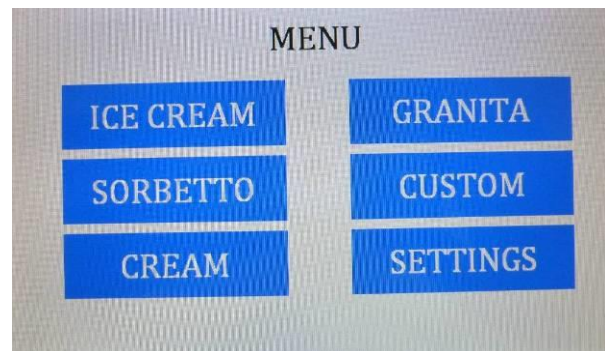 MENU
ICE CREAM
GRANITA
SORBETTO
CUSTOM
CREAM
SETTINGS